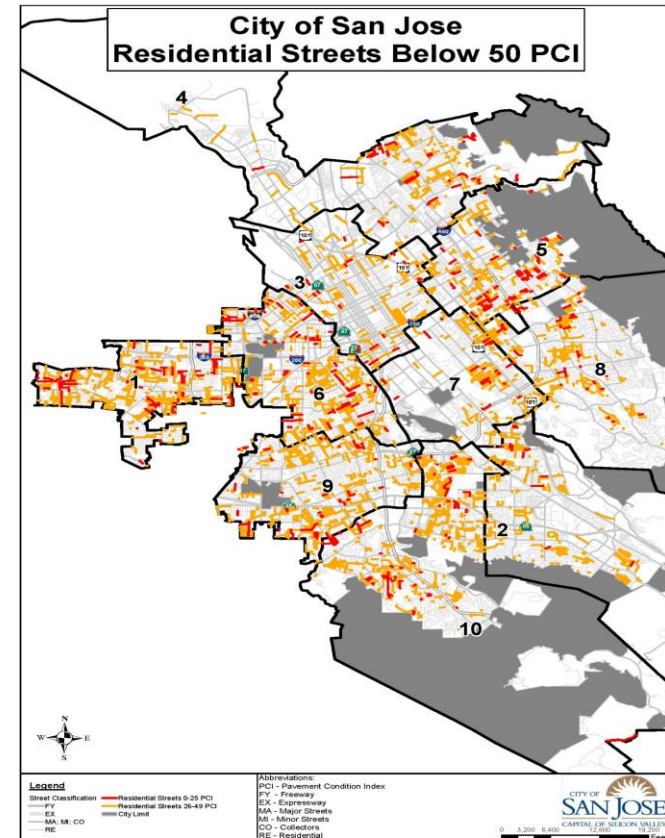 City of San Jose
Residential Streets Below 50 PCI
4
101
680
5
3
101
87
87
280
280
101
8
1
6
7
101
9
2
10
N
W E
S
Legend
Street Classification
FY
EX
MA; MI; CO
RE
Residential Streets 0-25 PCI
Residential Streets 26-49 PCI
City Limit
Abbreviations:
PCI - Pavement Condition Index
FY - Freeway
EX - Expressway
MA - Major Streets
MI - Minor Streets
CO - Collectors
RE - Residential
CITY OF
SAN JOSE
CAPITAL OF SILICON VALLEY
0 3,200 6,400 12,800